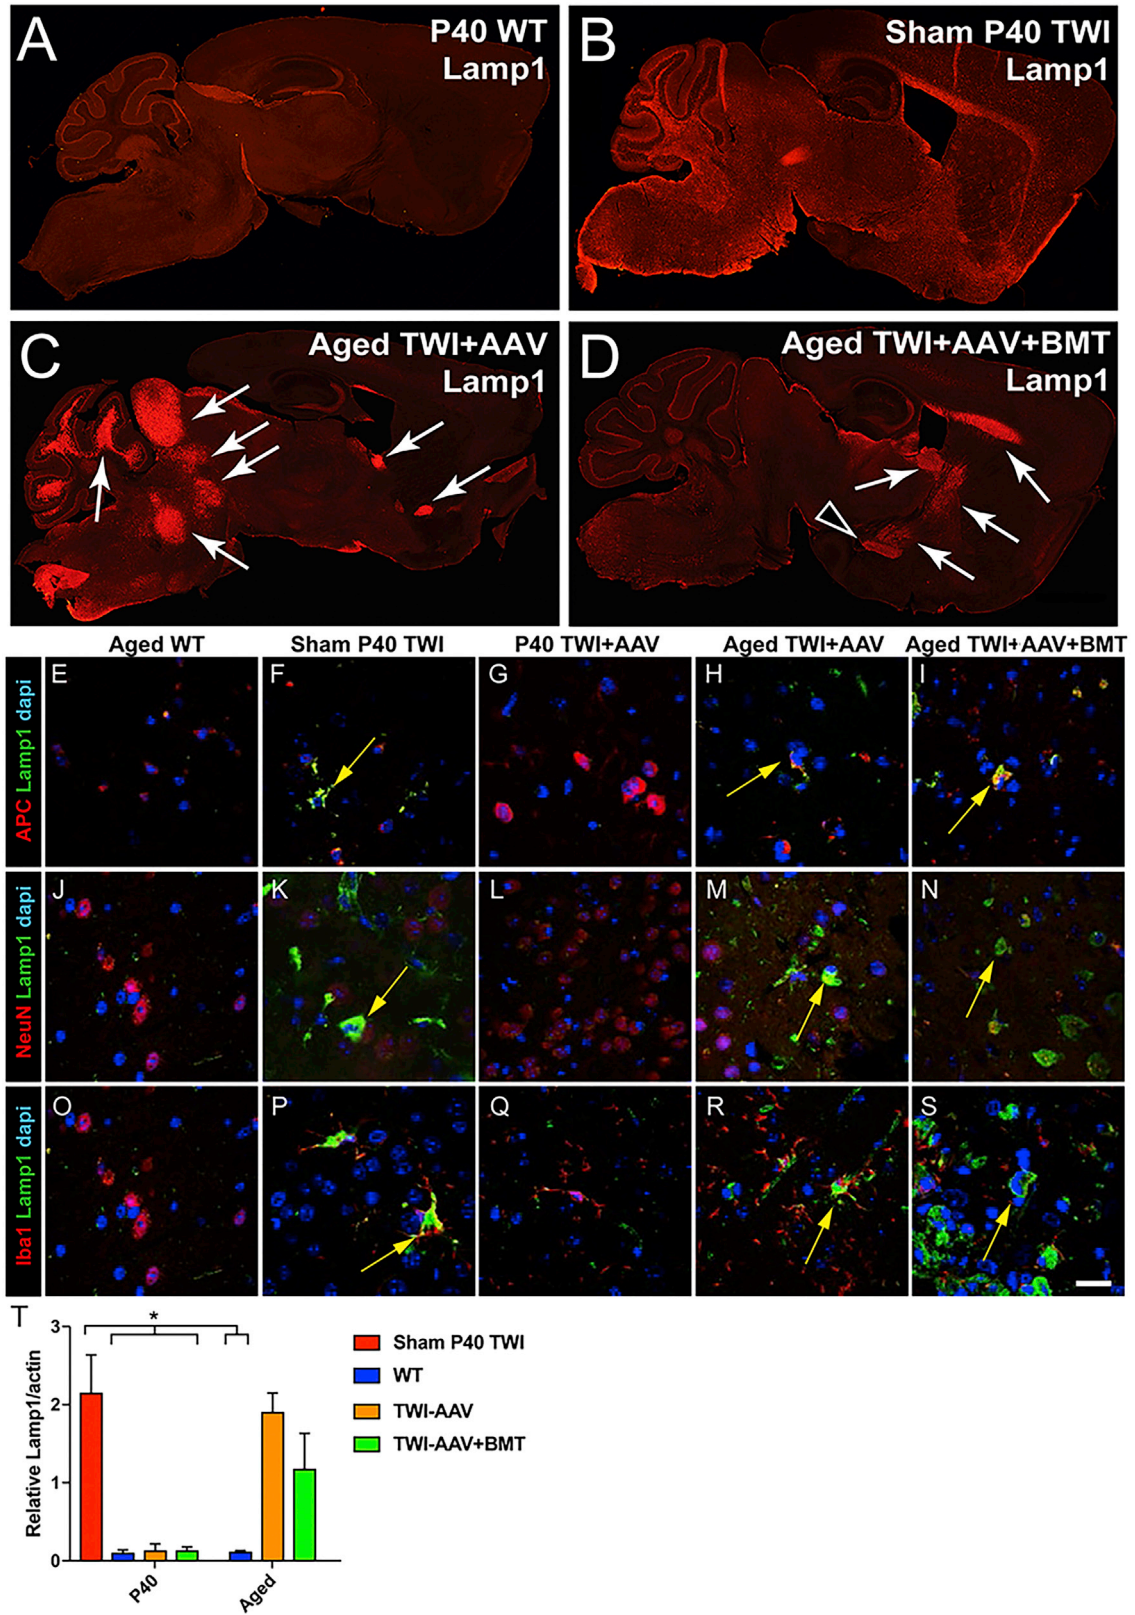 A
P40 WT
Lamp1
B
Sham P40 TWI
Lamp1
C
Aged TWI+AAV
Lamp1
D
Aged TWI+AAV+BMT
Lamp1
Aged WT
Sham P40 TWI
P40 TWI+AAV
Aged TWI+AAV
Aged TWI+AAV+BMT
APC Lamp1 dapi
E
F
G
H
I
NeuN Lamp1 dapi
J
K
L
M
N
Iba1 Lamp1 dapi
O
P
Q
R
S
T
Relative Lamp1/actin
3
2
1
0
*
P40
Aged
Sham P40 TWI
WT
TWI-AAV
TWI-AAV+BMT